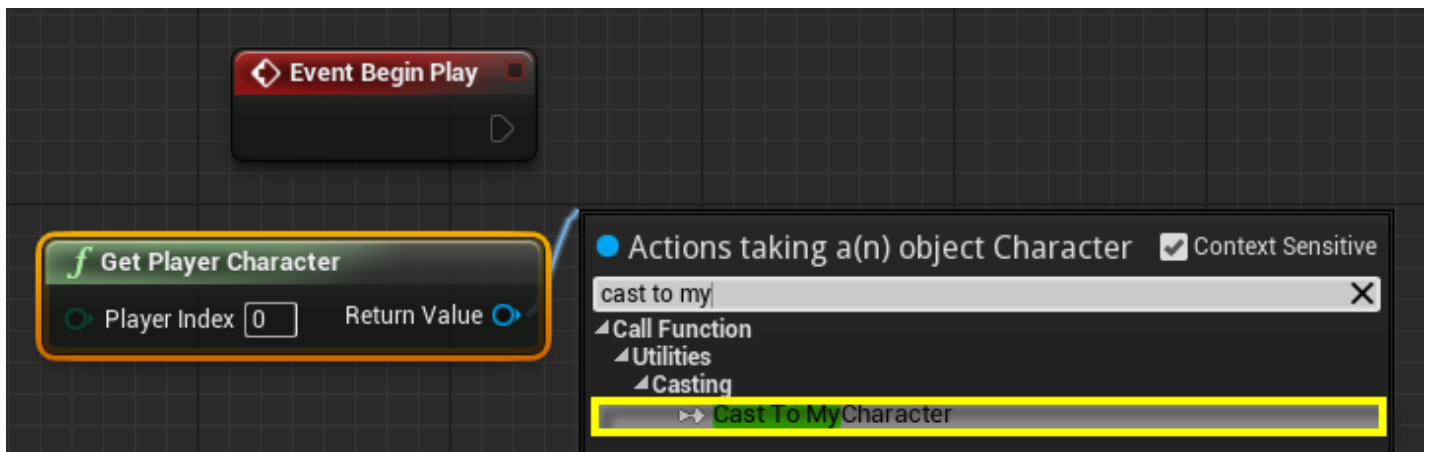 Event Begin Play
f Get Player Character
Player Index 0 Return Value
Actions taking a(n) object Character Context Sensitive
cast to my
Call Function
Utilities
Casting
Cast To MyCharacter